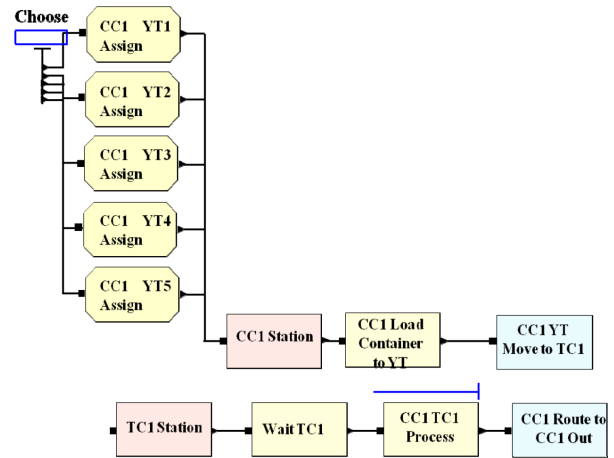 Choose
CC1 YT1
Assign
CC1 YT2
Assign
CC1 YT3
Assign
CC1 YT4
Assign
CC1 YT5
Assign
CC1 Station
CC1 Load
Container
to YT
CC1 YT
Move to TC1
TC1 Station
Wait TC1
CC1 TC1
Process
CC1 Route to
CC1 Out